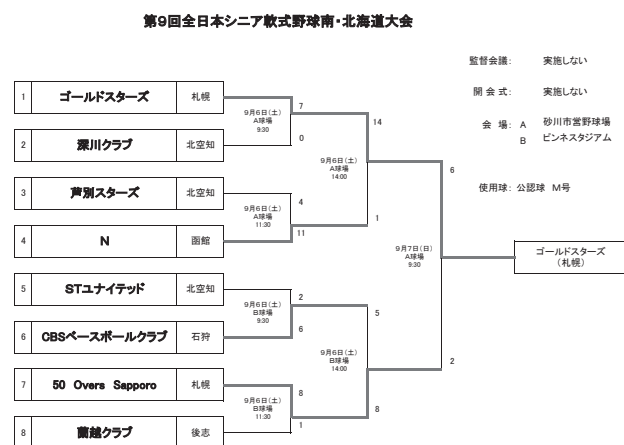 第9回全日本シニア軟式野球南・北海道大会
監督会議： 実施しない
開 会 式： 実施しない
会 場： A 砂川市営野球場
B ピンネスタジアム
使用球： 公認球 M号
1 ゴールドスターズ 札幌
7
9月6日（土）
A球場
9:30
2 深川クラブ 北空知
0
14
9月6日（土）
A球場
14:00
3 芦別スターズ 北空知
4
9月6日（土）
A球場
11:30
4 N 函館
11
1
6
9月7日（日）
A球場
9:30
ゴールドスターズ
（札幌）
5 STユナイテッド 北空知
2
9月6日（土）
B球場
9:30
6 CBSベースボールクラブ 石狩
6
5
9月6日（土）
B球場
14:00
2
7 50 Overs Sapporo 札幌
8
9月6日（土）
B球場
11:30
8 蘭越クラブ 後志
1
8